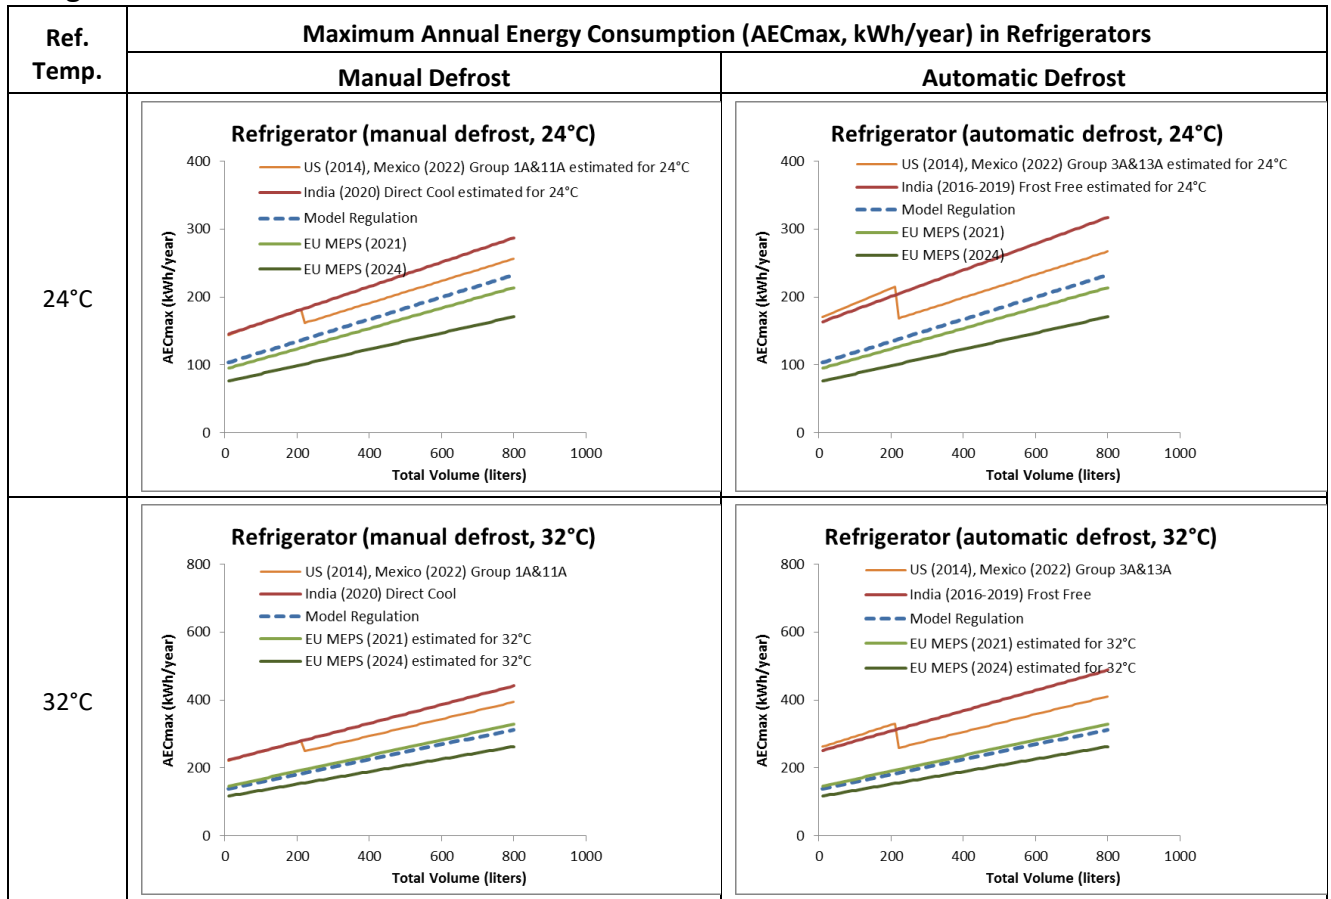 Ref.
Temp.
Maximum Annual Energy Consumption (AECmax, kWh/year) in Refrigerators
Manual Defrost
Automatic Defrost
24°C
Refrigerator (manual defrost, 24°C)
US (2014), Mexico (2022) Group 1A&11A estimated for 24°C
India (2020) Direct Cool estimated for 24°C
Model Regulation
EU MEPS (2021)
EU MEPS (2024)
AECmax (kWh/year)
400
300
200
100
0
0 200 400 600 800 1000
Total Volume (liters)
Refrigerator (automatic defrost, 24°C)
US (2014), Mexico (2022) Group 3A&13A estimated for 24°C
India (2016-2019) Frost Free estimated for 24°C
Model Regulation
EU MEPS (2021)
EU MEPS (2024)
AECmax (kWh/year)
400
300
200
100
0
0 200 400 600 800 1000
Total Volume (liters)
32°C
Refrigerator (manual defrost, 32°C)
US (2014), Mexico (2022) Group 1A&11A
India (2020) Direct Cool
Model Regulation
EU MEPS (2021) estimated for 32°C
EU MEPS (2024) estimated for 32°C
AECmax (kWh/year)
800
600
400
200
0
0 200 400 600 800 1000
Total Volume (liters)
Refrigerator (automatic defrost, 32°C)
US (2014), Mexico (2022) Group 3A&13A
India (2016-2019) Frost Free
Model Regulation
EU MEPS (2021) estimated for 32°C
EU MEPS (2024) estimated for 32°C
AECmax (kWh/year)
800
600
400
200
0
0 200 400 600 800 1000
Total Volume (liters)